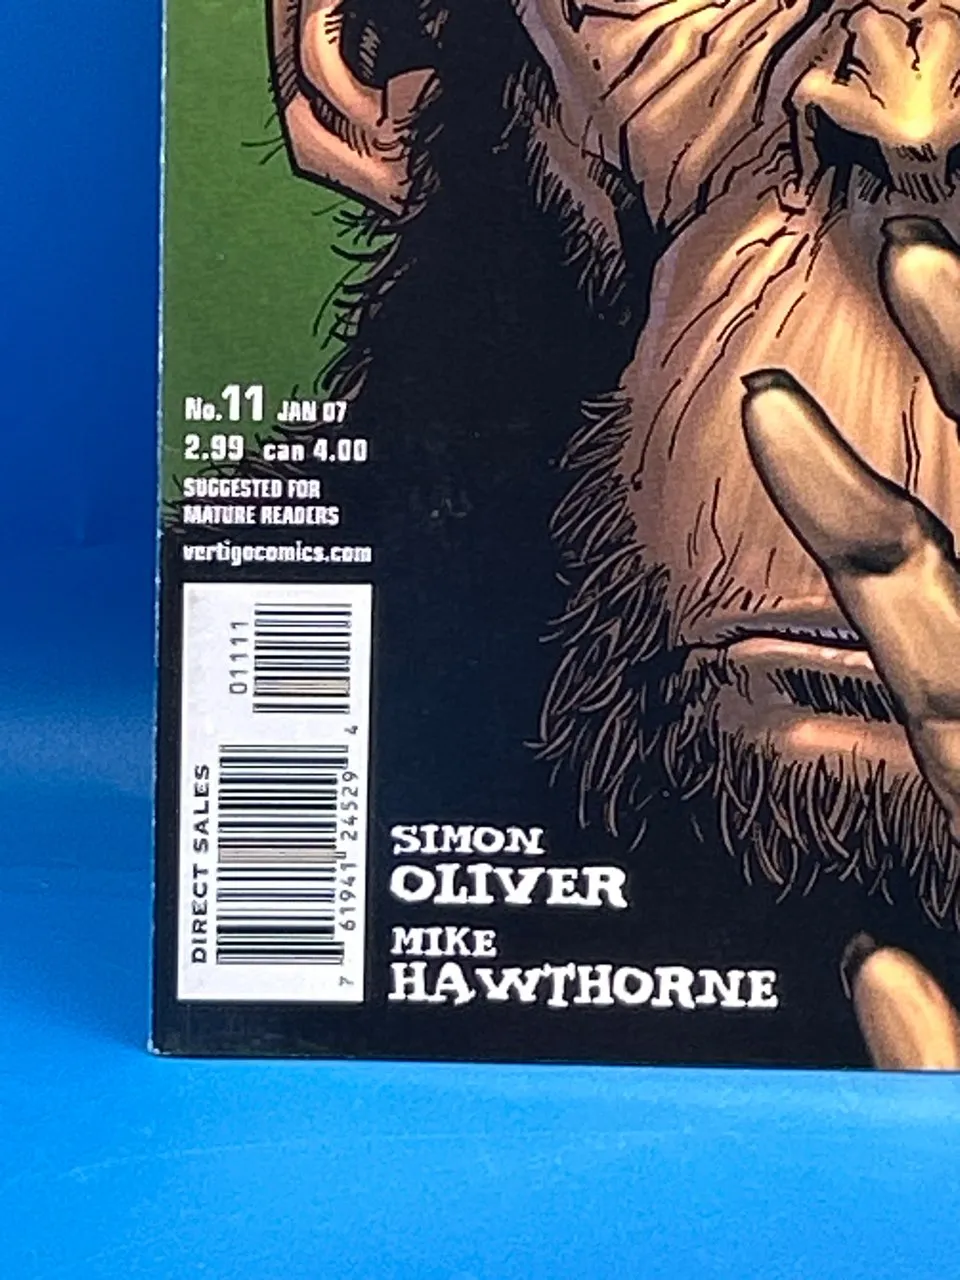 No.11 JAN 07
2.99 can 4.00
SUGGESTED FOR
MATURE READERS
vertigocomics.com
01111
7 61941 24529 4
DIRECT SALES
SIMON
OLIVER
MIKE
HAWTHORNE